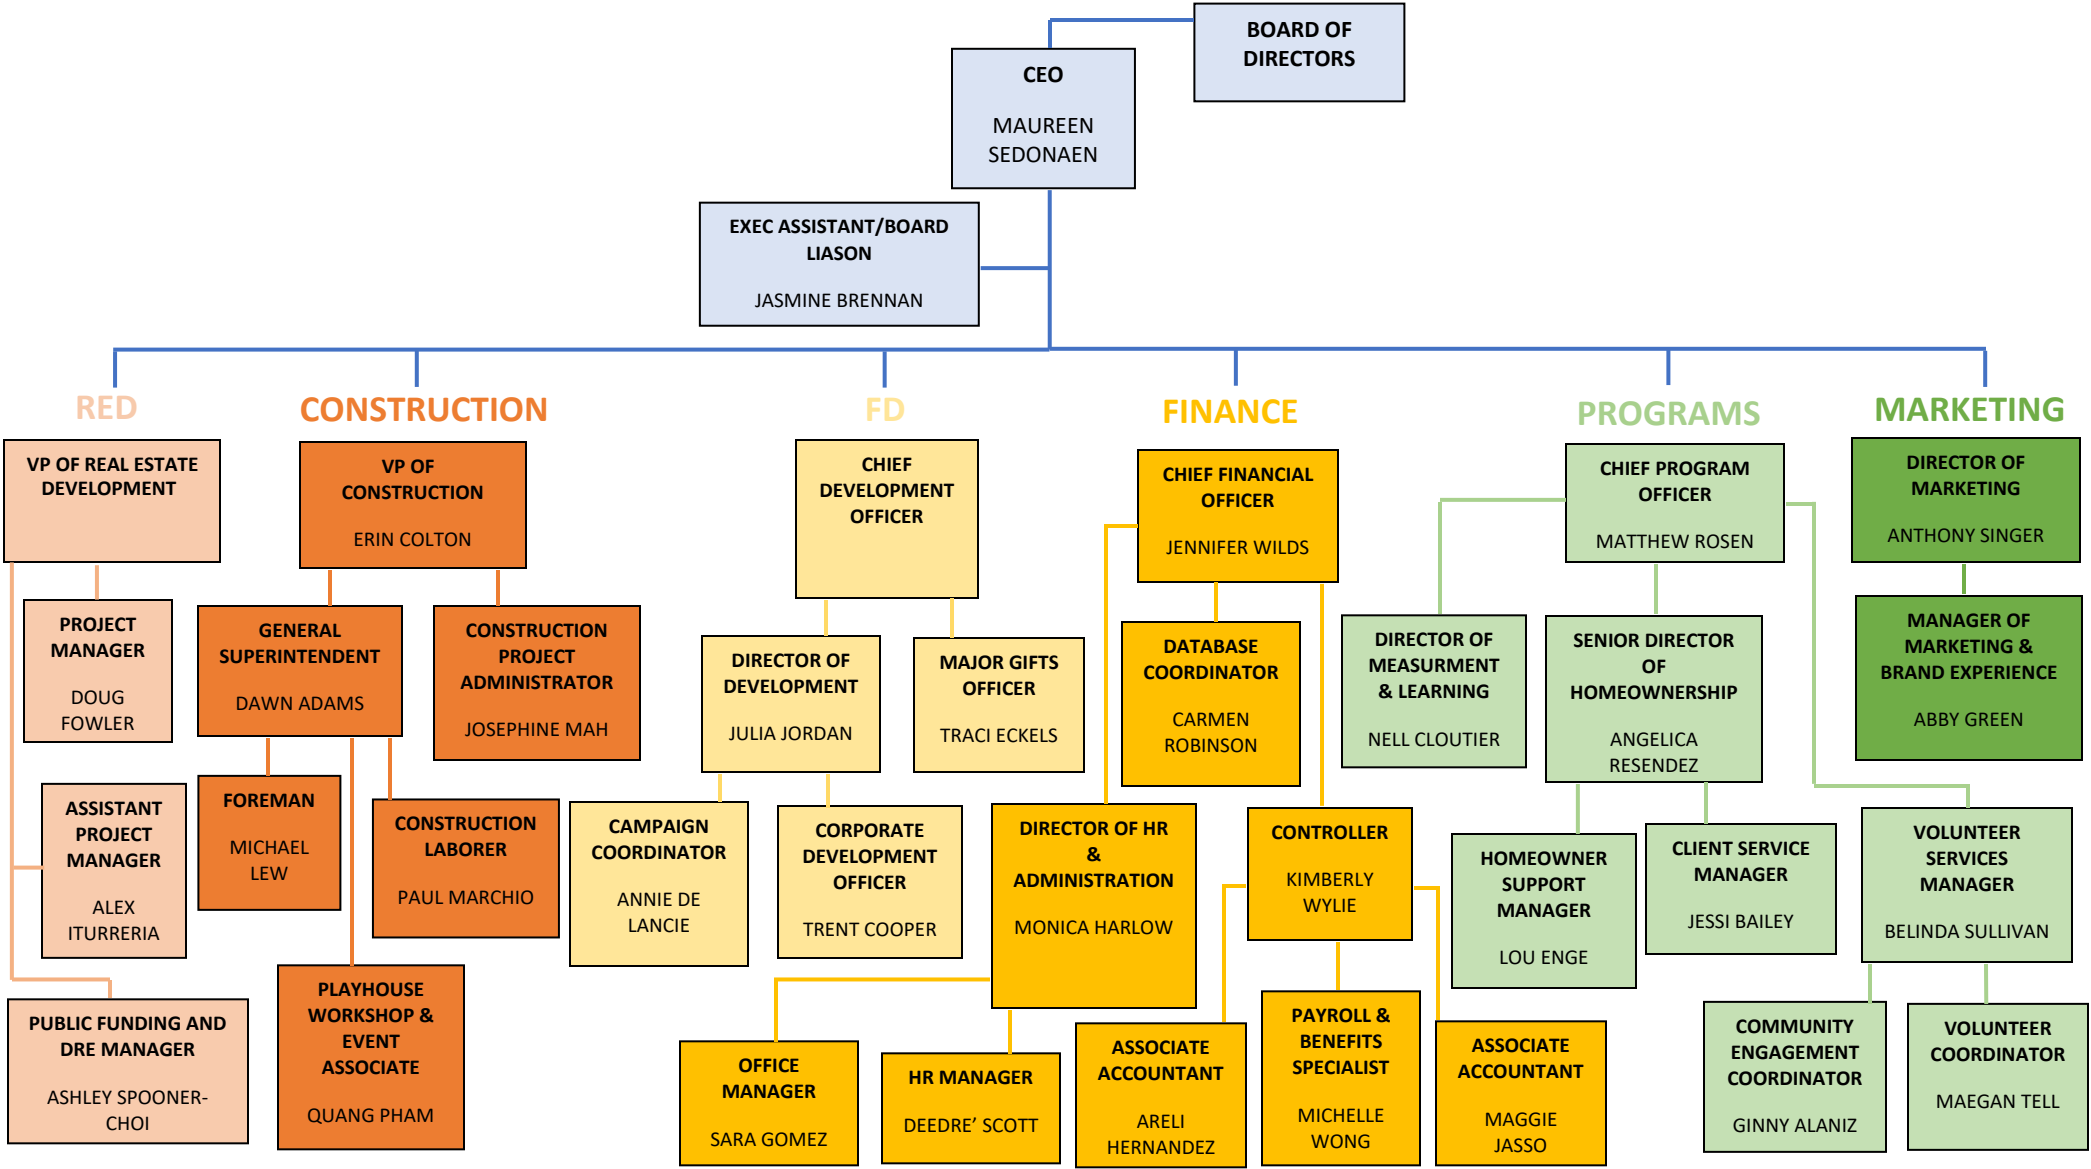 BOARD OF
DIRECTORS
CEO
MAUREEN
SEDONAEN
EXEC ASSISTANT/BOARD
LIASON
JASMINE BRENNAN
RED
VP OF REAL ESTATE
DEVELOPMENT
PROJECT
MANAGER
DOUG
FOWLER
ASSISTANT
PROJECT
MANAGER
ALEX
ITURRERIA
PUBLIC FUNDING AND
DRE MANAGER
ASHLEY SPOONER-
CHOI
CONSTRUCTION
VP OF
CONSTRUCTION
ERIN COLTON
GENERAL
SUPERINTENDENT
DAWN ADAMS
CONSTRUCTION
PROJECT
ADMINISTRATOR
JOSEPHINE MAH
FOREMAN
MICHAEL
LEW
CONSTRUCTION
LABORER
PAUL MARCHIO
PLAYHOUSE
WORKSHOP &
EVENT
ASSOCIATE
QUANG PHAM
FD
CHIEF
DEVELOPMENT
OFFICER
DIRECTOR OF
DEVELOPMENT
JULIA JORDAN
MAJOR GIFTS
OFFICER
TRACI ECKELS
CAMPAIGN
COORDINATOR
ANNIE DE
LANCIE
CORPORATE
DEVELOPMENT
OFFICER
TRENT COOPER
FINANCE
CHIEF FINANCIAL
OFFICER
JENNIFER WILDS
DATABASE
COORDINATOR
CARMEN
ROBINSON
DIRECTOR OF HR
&
ADMINISTRATION
MONICA HARLOW
CONTROLLER
KIMBERLY
WYLIE
OFFICE
MANAGER
SARA GOMEZ
HR MANAGER
DEEDRE’ SCOTT
ASSOCIATE
ACCOUNTANT
ARELI
HERNANDEZ
PAYROLL &
BENEFITS
SPECIALIST
MICHELLE
WONG
ASSOCIATE
ACCOUNTANT
MAGGIE
JASSO
PROGRAMS
CHIEF PROGRAM
OFFICER
MATTHEW ROSEN
DIRECTOR OF
MEASURMENT
& LEARNING
NELL CLOUTIER
SENIOR DIRECTOR
OF
HOMEOWNERSHIP
ANGELICA
RESENDEZ
HOMEOWNER
SUPPORT
MANAGER
LOU ENGE
CLIENT SERVICE
MANAGER
JESSI BAILEY
VOLUNTEER
SERVICES
MANAGER
BELINDA SULLIVAN
COMMUNITY
ENGAGEMENT
COORDINATOR
GINNY ALANIZ
VOLUNTEER
COORDINATOR
MAEGAN TELL
MARKETING
DIRECTOR OF
MARKETING
ANTHONY SINGER
MANAGER OF
MARKETING &
BRAND EXPERIENCE
ABBY GREEN